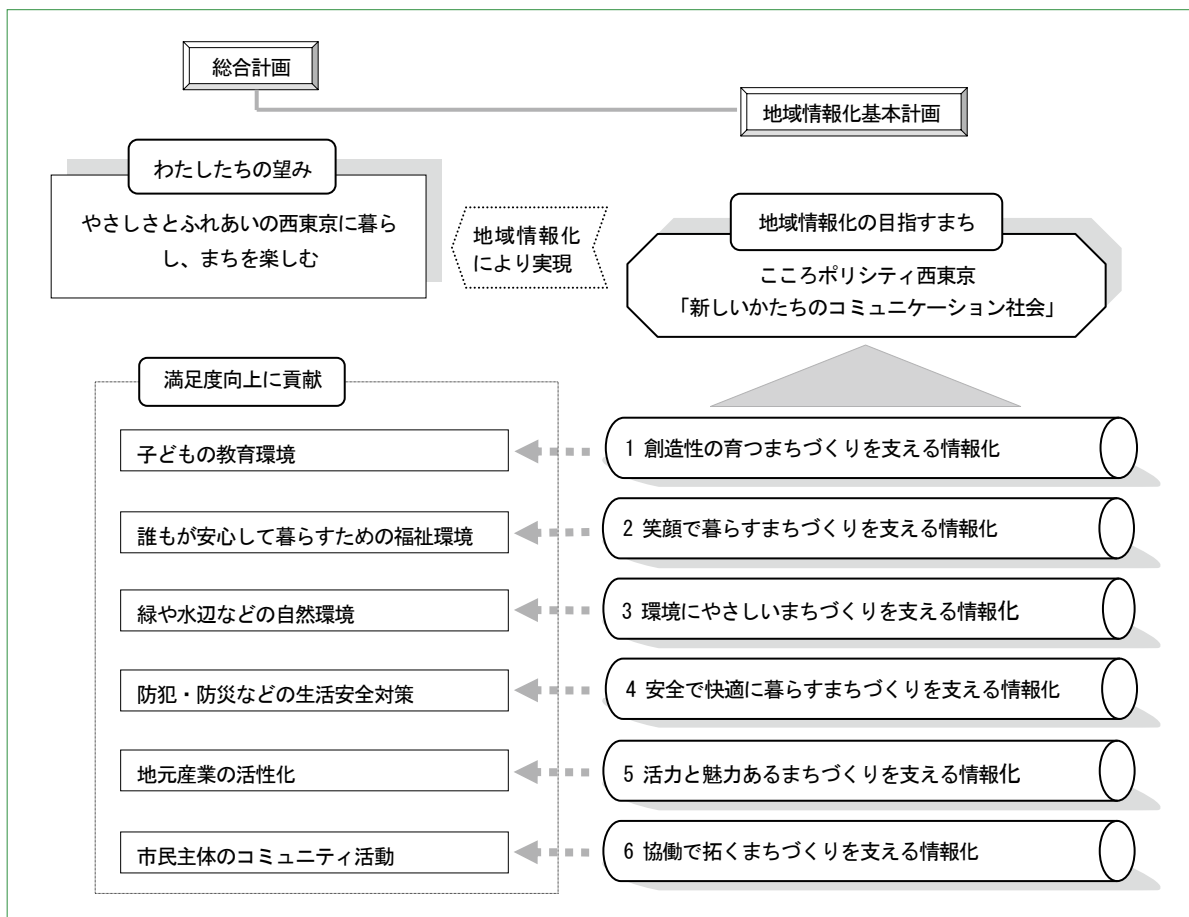 総合計画
地域情報化基本計画
わたしたちの望み
やさしさとふれあいの西東京に暮ら
し、まちを楽しむ
地域情報化
により実現
地域情報化の目指すまち
こころポリシティ西東京
「新しいかたちのコミュニケーション社会」
満足度向上に貢献
子どもの教育環境
1 創造性の育つまちづくりを支える情報化
誰もが安心して暮らすための福祉環境
2 笑顔で暮らすまちづくりを支える情報化
緑や水辺などの自然環境
3 環境にやさしいまちづくりを支える情報化
防犯・防災などの生活安全対策
4 安全で快適に暮らすまちづくりを支える情報化
地元産業の活性化
5 活力と魅力あるまちづくりを支える情報化
市民主体のコミュニティ活動
6 協働で拓くまちづくりを支える情報化